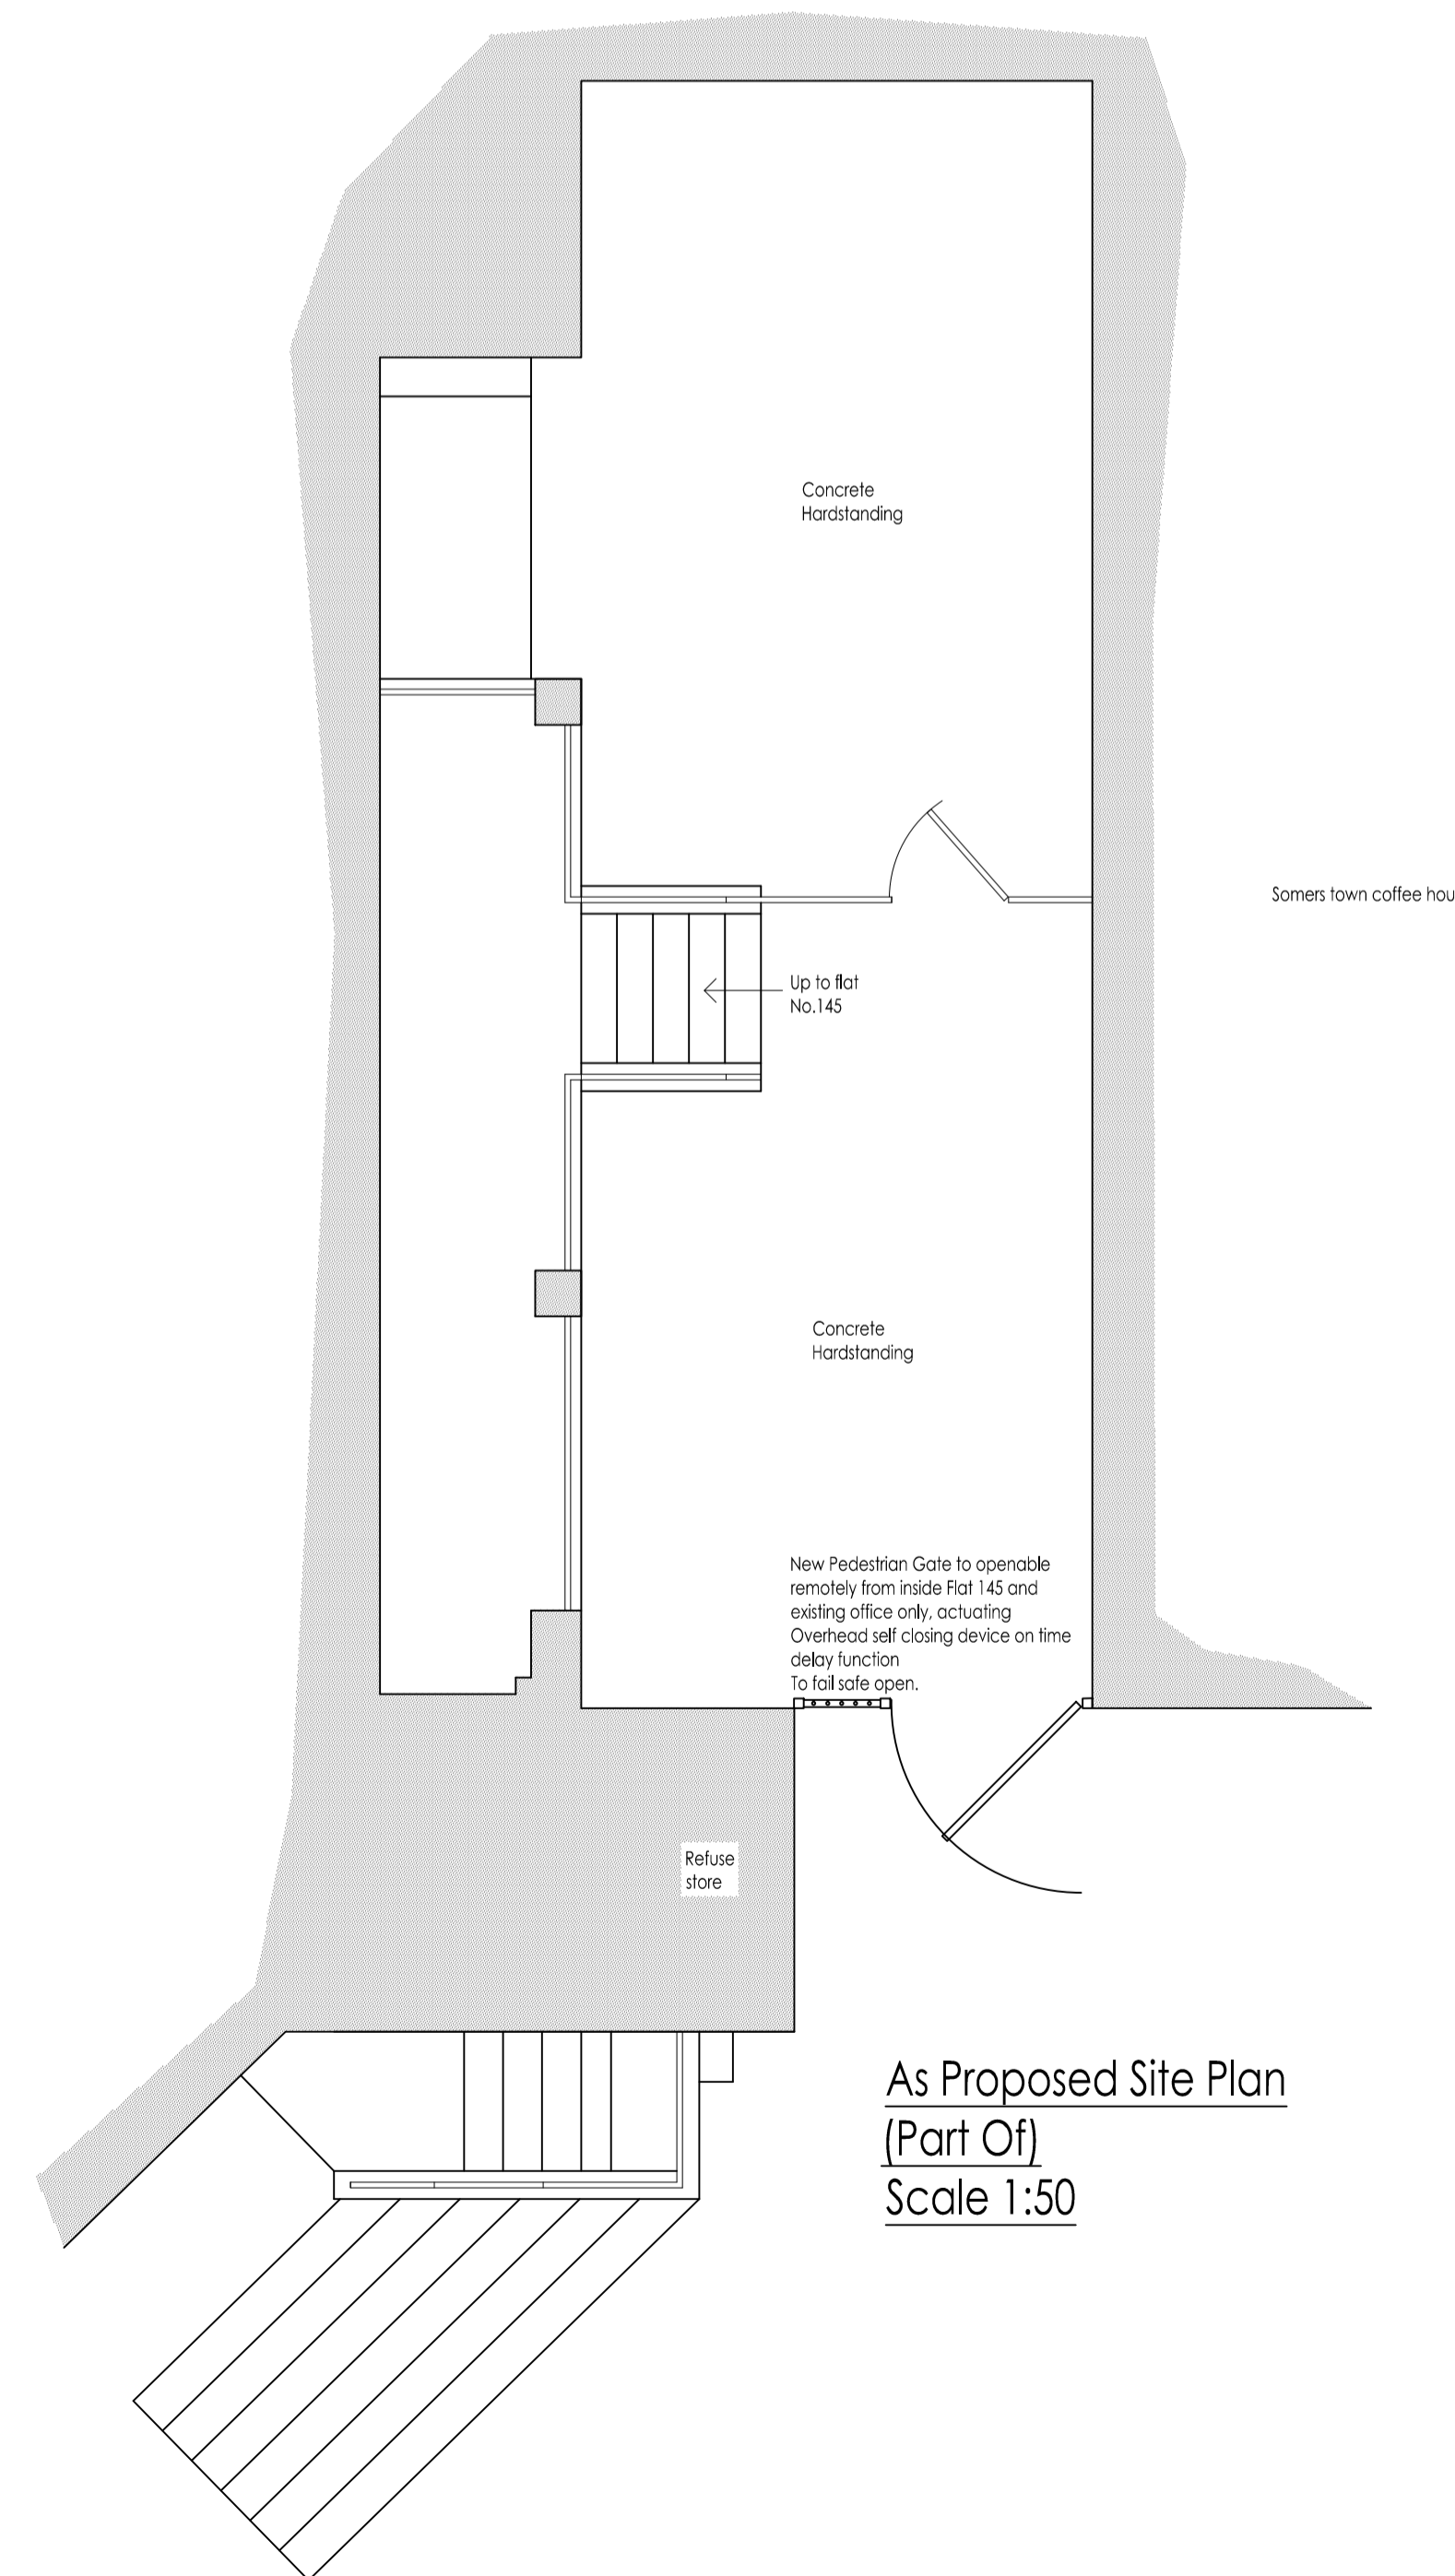 Concrete
Hardstanding
Somers town coffee hou
Up to flat
No.145
Concrete
Hardstanding
New Pedestrian Gate to openable
remotely from inside Flat 145 and
existing office only, actuating
Overhead self closing device on time
delay function
To fail safe open.
Refuse
store
As Proposed Site Plan
(Part Of)
Scale 1:50